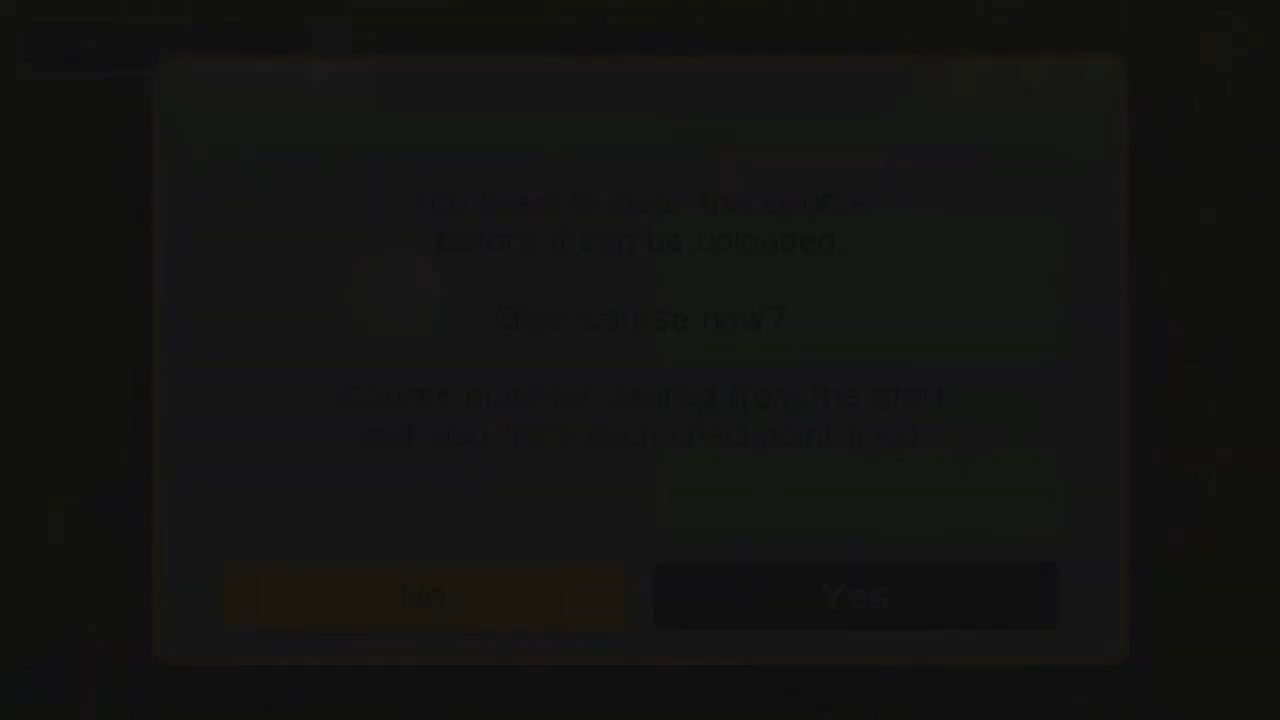 You need to clear this course
before it can be uploaded.
Clear course now?
(Course must be cleared from the start
and also from each checkpoint flag.)
No
Yes